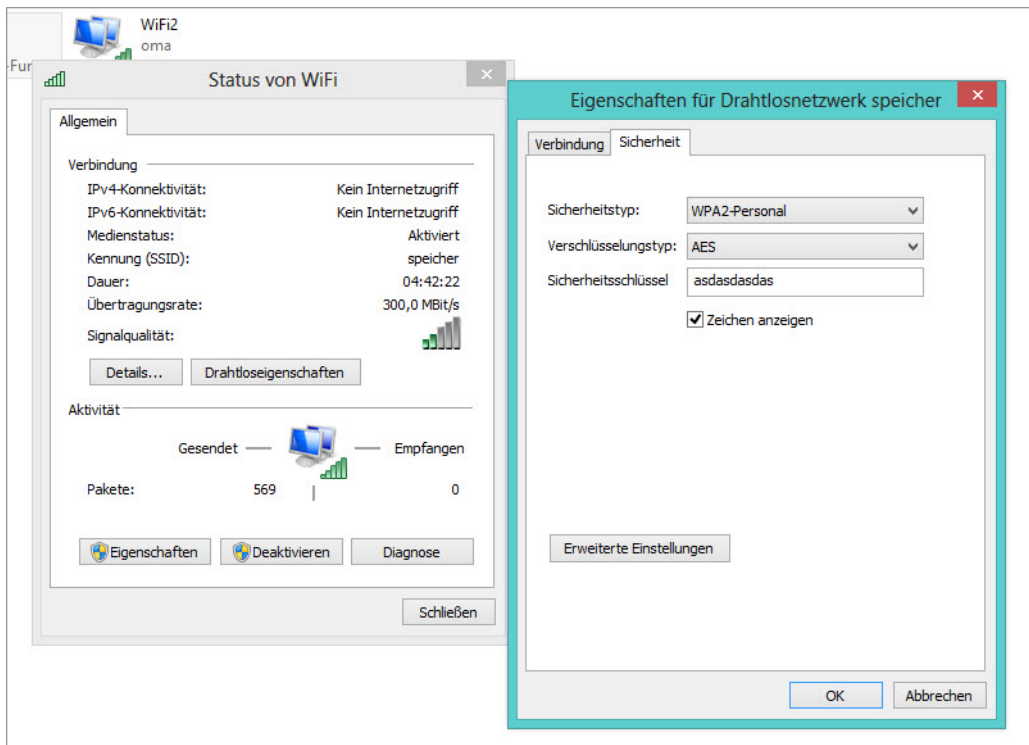 WiFi2
oma
-Fur
Status von WiFi
Allgemein
Verbindung
IPv4-Konnektivität: Kein Internetzugriff
IPv6-Konnektivität: Kein Internetzugriff
Medienstatus: Aktiviert
Kennung (SSID): speicher
Dauer: 04:42:22
Übertragungsrate: 300,0 MBit/s
Signalqualität:
Details... Drahtloseigenschaften
Aktivität
Gesendet Empfangen
Pakete: 569 0
Eigenschaften Deaktivieren Diagnose
Schließen
Eigenschaften für Drahtlosnetzwerk speicher
Verbindung Sicherheit
Sicherheitstyp: WPA2-Personal
Verschlüsselungstyp: AES
Sicherheitsschlüssel asdasdasdas
Zeichen anzeigen
Erweiterte Einstellungen
OK Abbrechen